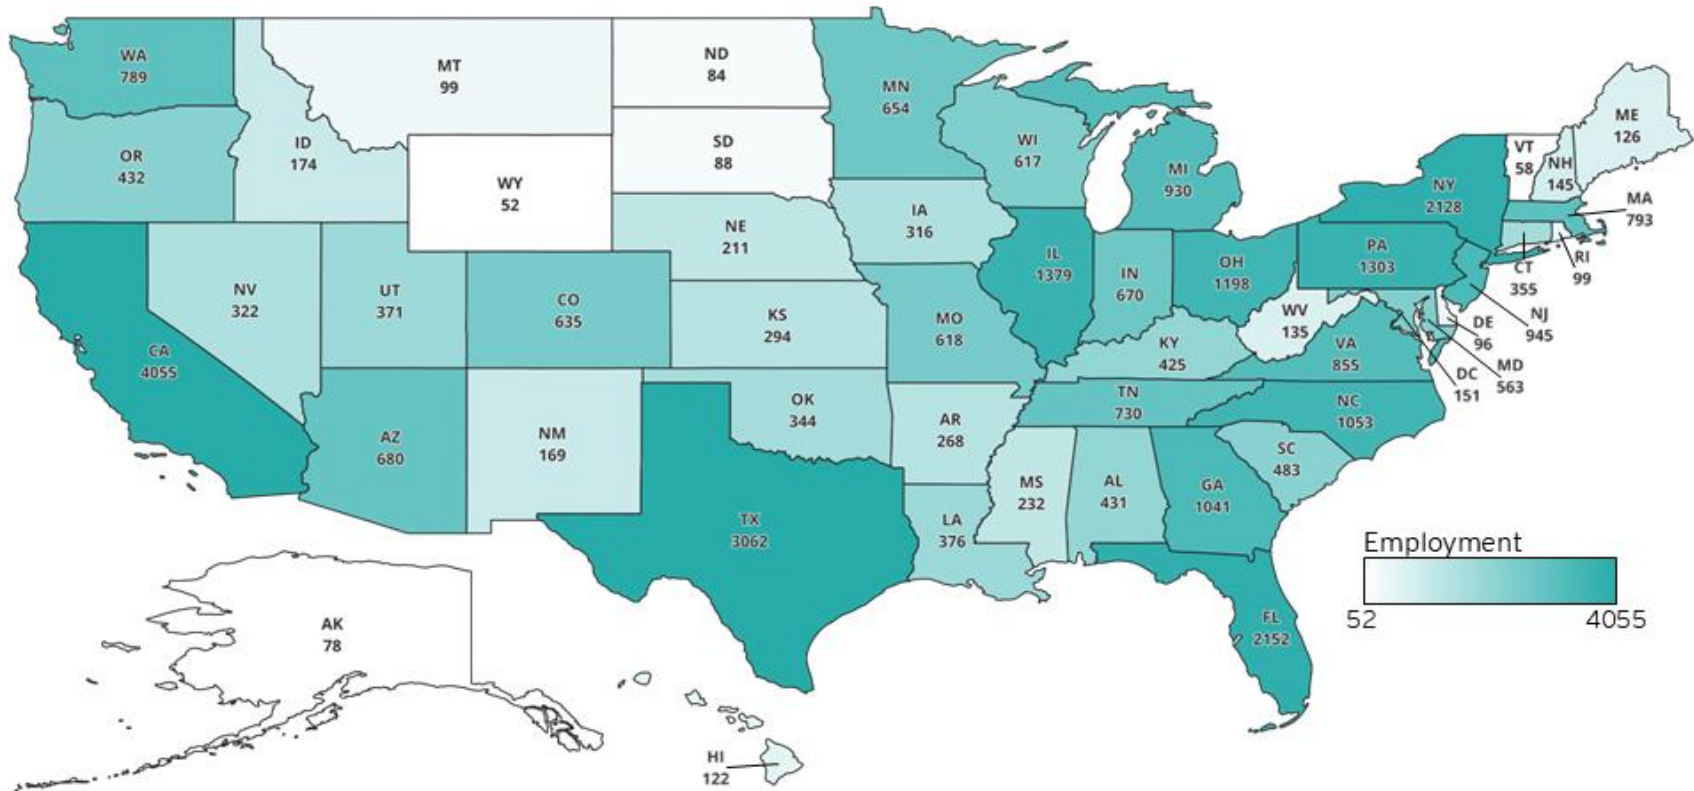 WA
789
MT
99
ND
84
MN
654
ME
126
OR
432
ID
174
SD
88
WI
617
VT
58
NH
145
WY
52
MI
930
NY
2128
MA
793
NE
211
IA
316
PA
1303
RI
99
CT
355
IL
1379
IN
670
OH
1198
NV
322
UT
371
CO
635
WV
135
NJ
945
DE
96
KS
294
MO
618
KY
425
VA
855
MD
563
DC
151
CA
4055
OK
344
AR
268
TN
730
NC
1053
AZ
680
NM
169
SC
483
MS
232
AL
431
GA
1041
TX
3062
LA
376
Employment
52 4055
FL
2152
AK
78
HI
122